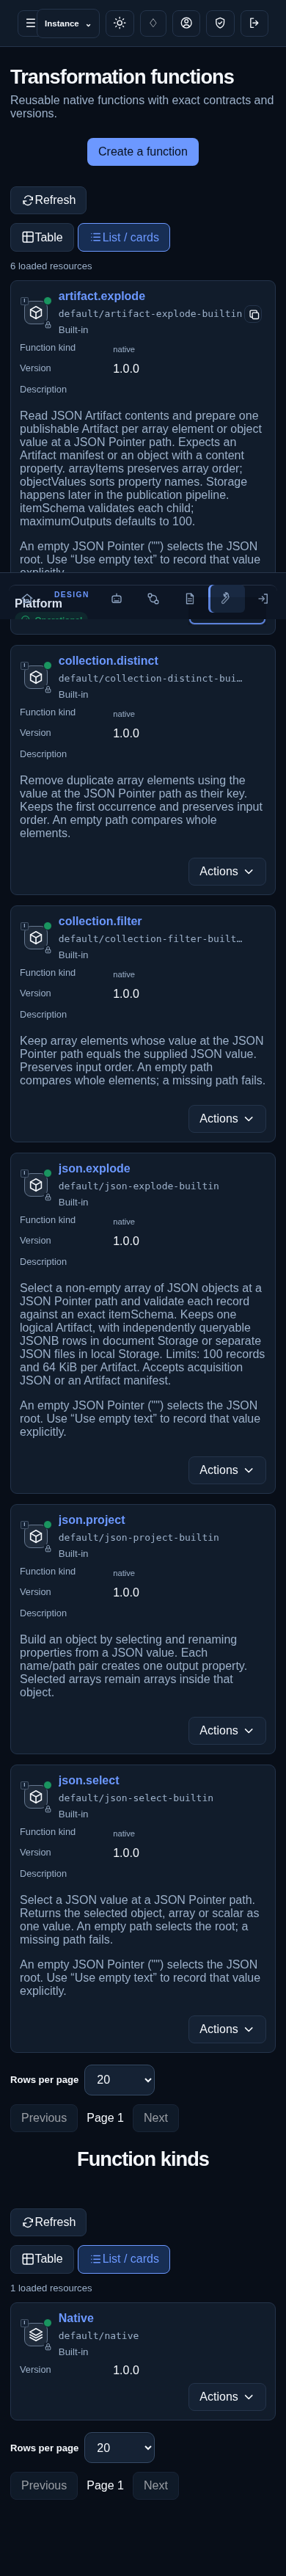 Instance
Transformation functions
Reusable native functions with exact contracts and
versions.
Create a function
Refresh
Table
List / cards
6 loaded resources
artifact.explode
default/artifact-explode-builtin
Built-in
Function kind
native
Version
1.0.0
Description
Read JSON Artifact contents and prepare one
publishable Artifact per array element or object
value at a JSON Pointer path. Expects an
Artifact manifest or an object with a content
property. arrayItems preserves array order;
objectValues sorts property names. Storage
happens later in the publication pipeline.
itemSchema validates each child;
maximumOutputs defaults to 100.
An empty JSON Pointer ("") selects the JSON
root. Use “Use empty text” to record that value
explicitly.
DESIGN
Platform
Operational
collection.distinct
default/collection-distinct-bui…
Built-in
Function kind
native
Version
1.0.0
Description
Remove duplicate array elements using the
value at the JSON Pointer path as their key.
Keeps the first occurrence and preserves input
order. An empty path compares whole
elements.
Actions
collection.filter
default/collection-filter-built…
Built-in
Function kind
native
Version
1.0.0
Description
Keep array elements whose value at the JSON
Pointer path equals the supplied JSON value.
Preserves input order. An empty path
compares whole elements; a missing path fails.
Actions
json.explode
default/json-explode-builtin
Built-in
Function kind
native
Version
1.0.0
Description
Select a non-empty array of JSON objects at a
JSON Pointer path and validate each record
against an exact itemSchema. Keeps one
logical Artifact, with independently queryable
JSONB rows in document Storage or separate
JSON files in local Storage. Limits: 100 records
and 64 KiB per Artifact. Accepts acquisition
JSON or an Artifact manifest.
An empty JSON Pointer ("") selects the JSON
root. Use “Use empty text” to record that value
explicitly.
Actions
json.project
default/json-project-builtin
Built-in
Function kind
native
Version
1.0.0
Description
Build an object by selecting and renaming
properties from a JSON value. Each
name/path pair creates one output property.
Selected arrays remain arrays inside that
object.
Actions
json.select
default/json-select-builtin
Built-in
Function kind
native
Version
1.0.0
Description
Select a JSON value at a JSON Pointer path.
Returns the selected object, array or scalar as
one value. An empty path selects the root; a
missing path fails.
An empty JSON Pointer ("") selects the JSON
root. Use “Use empty text” to record that value
explicitly.
Actions
Rows per page
20
Previous
Page 1
Next
Function kinds
Refresh
Table
List / cards
1 loaded resources
Native
default/native
Built-in
Version
1.0.0
Actions
Rows per page
20
Previous
Page 1
Next